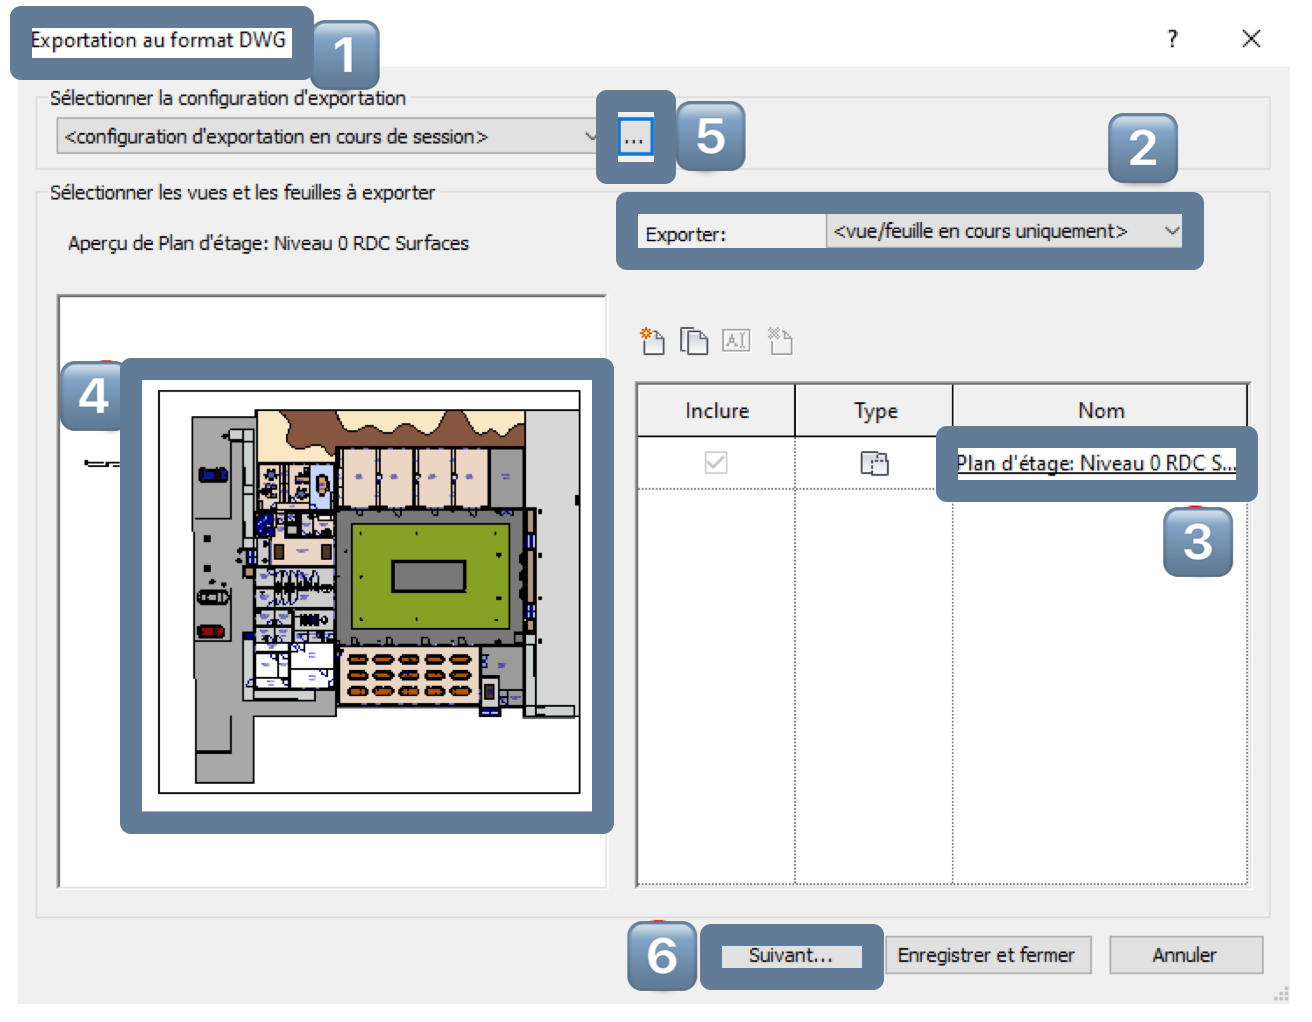 Exportation au format DWG
1
?
Sélectionner la configuration d'exportation
<configuration d'exportation en cours de session>
...
5
2
Sélectionner les vues et les feuilles à exporter
Aperçu de Plan d'étage: Niveau 0 RDC Surfaces
Exporter:
<vue/feuille en cours uniquement>
4
Inclure
Type
Nom
Plan d'étage: Niveau 0 RDC S...
3
6
Suivant...
Enregistrer et fermer
Annuler